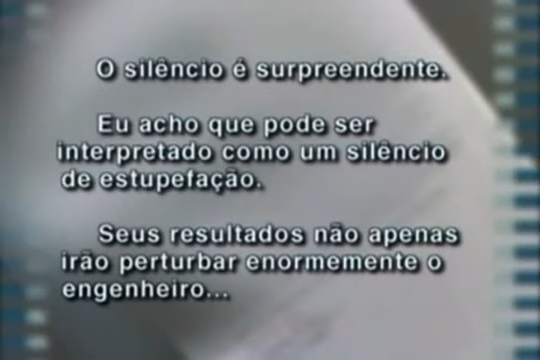 O silêncio é surpreendente.
Eu acho que pode ser
interpretado como um silêncio
de estupefação.
Seus resultados não apenas
irão perturbar enormemente o
engenheiro...